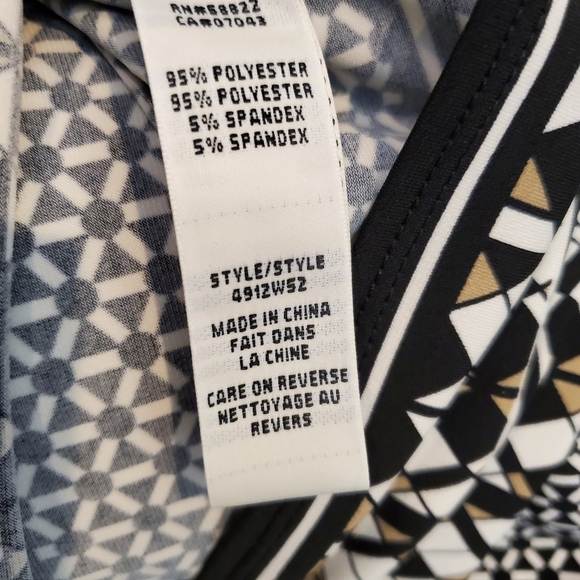 RN#58822
CA#07043
95% POLYESTER
95% POLYESTER
5% SPANDEX
5% SPANDEX
STYLE/STYLE
4912W52
MADE IN CHINA
FAIT DANS
LA CHINE
CARE ON REVERSE
NETTOYAGE AU
REVERS